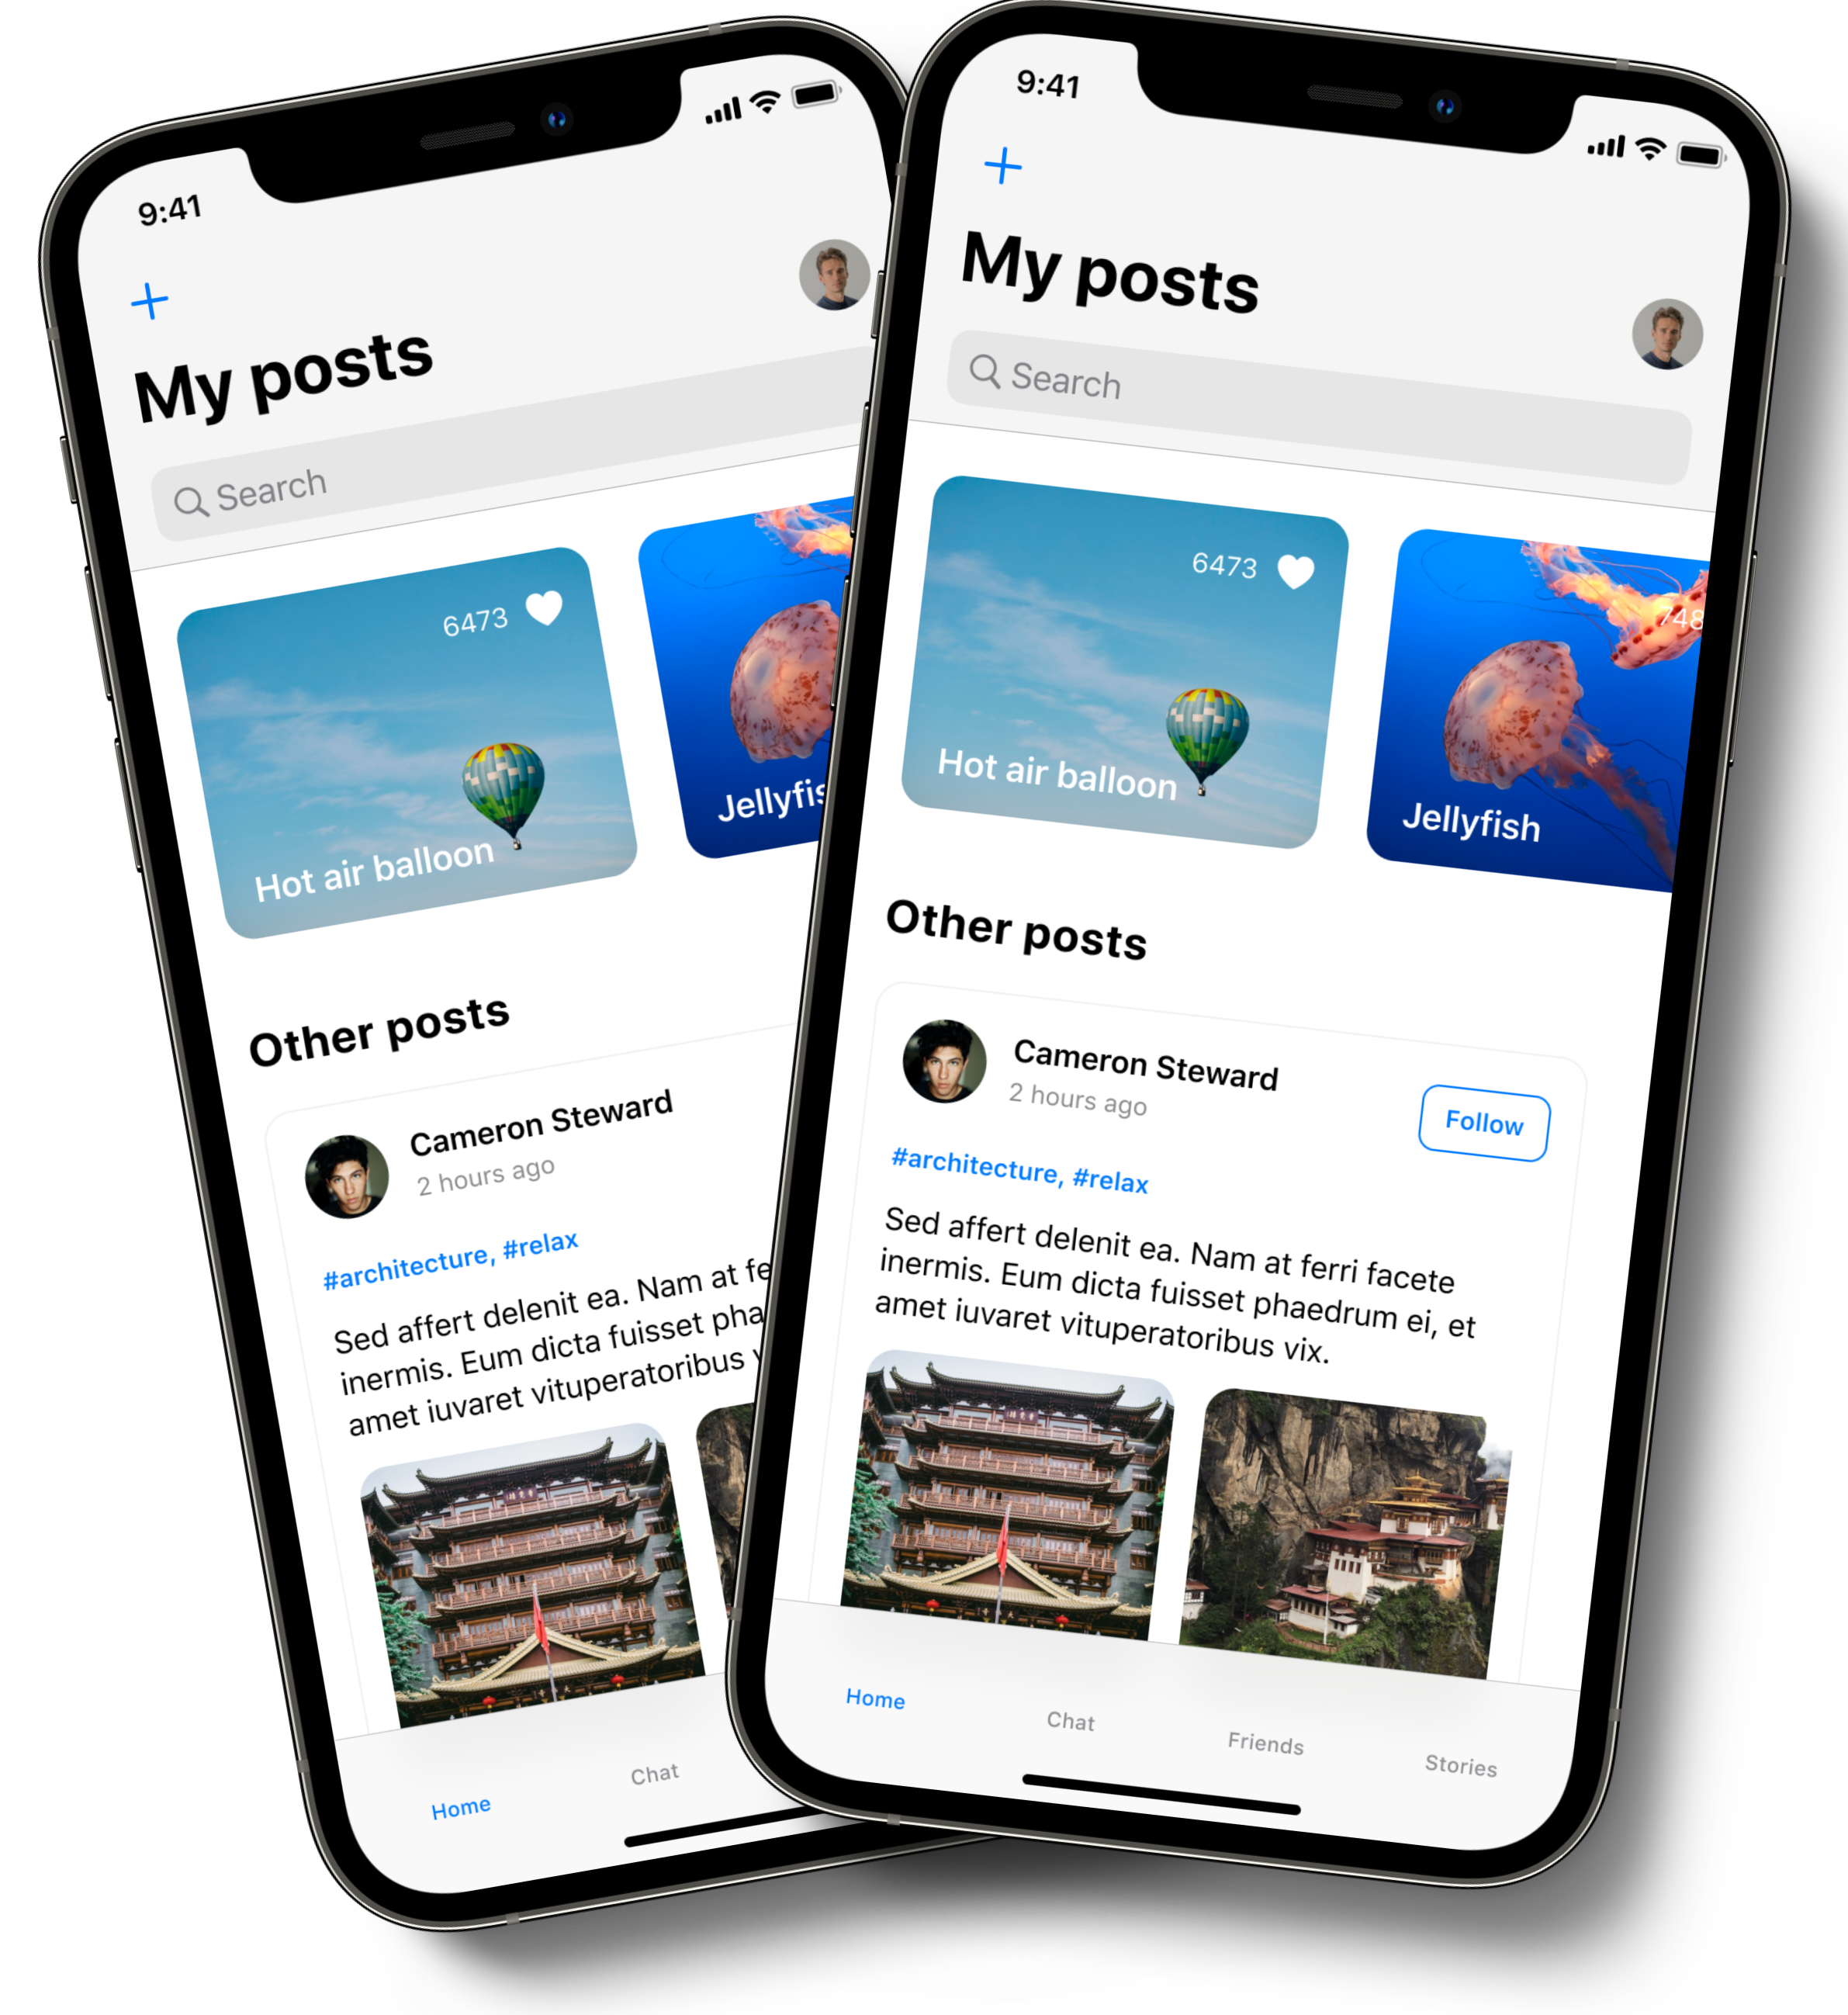 9:41
My posts
Search
6473
Hot air balloon
Other posts
Cameron Steward
2 hours ago
#architecture, #relax
Sed affert delenit ea. Nam at
inermis. Eum dicta fuisset
amet iuvaret vituperatoribus
Home
Chat
9:41
My posts
Search
6473
Hot air balloon
748
Jellyfish
Other posts
Cameron Steward
2 hours ago
Follow
#architecture, #relax
Sed affert delenit ea. Nam at ferri facete
inermis. Eum dicta fuisset phaedrum ei, et
amet iuvaret vituperatoribus vix.
Home
Chat
Friends
Stories